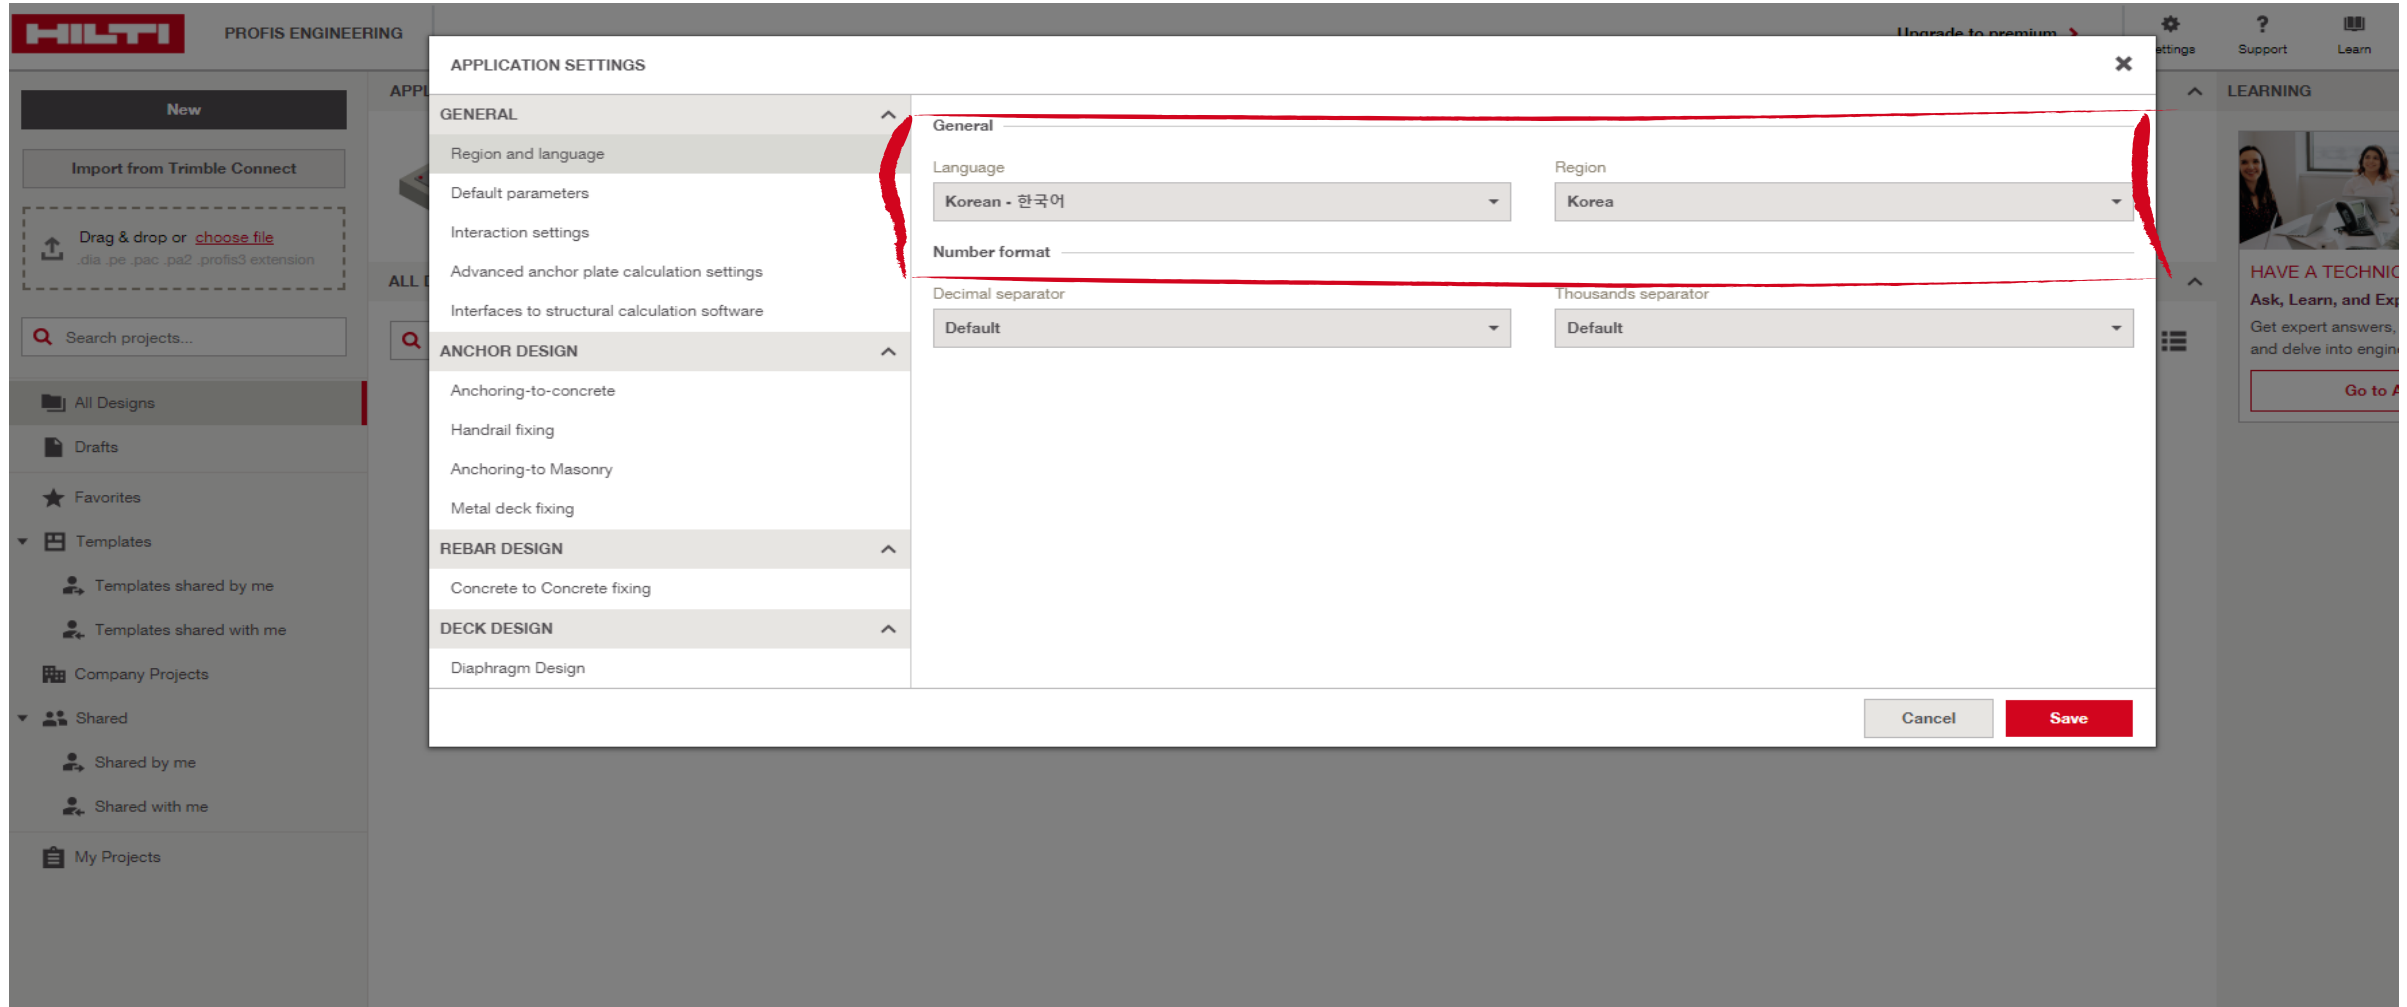 HILTI
PROFIS ENGINEERING
Upgrade to premium
ettings
Support
Learn
New
Import from Trimble Connect
Drag & drop or choose file
.dia .pe .pac .pa2 .profis3 extension
Search projects...
All Designs
Drafts
Favorites
Templates
Templates shared by me
Templates shared with me
Company Projects
Shared
Shared by me
Shared with me
My Projects
APPL
ALL
APPLICATION SETTINGS
GENERAL
Region and language
Default parameters
Interaction settings
Advanced anchor plate calculation settings
Interfaces to structural calculation software
ANCHOR DESIGN
Anchoring-to-concrete
Handrail fixing
Anchoring-to Masonry
Metal deck fixing
REBAR DESIGN
Concrete to Concrete fixing
DECK DESIGN
Diaphragm Design
General
Language
Region
Korean - 한국어
Korea
Number format
Decimal separator
Thousands separator
Default
Default
Cancel
Save
LEARNING
HAVE A TECHNIC
Ask, Learn, and Exp
Get expert answers,
and delve into engin
Go to A